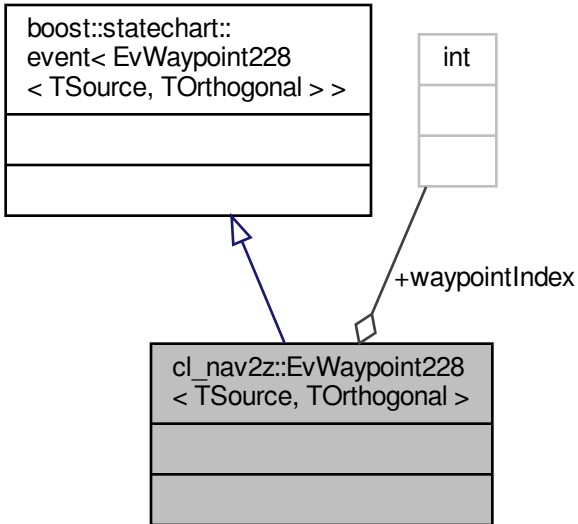 boost::statechart::
event< EvWaypoint228
< TSource, TOrthogonal > >
int
+waypointIndex
cl_nav2z::EvWaypoint228
< TSource, TOrthogonal >